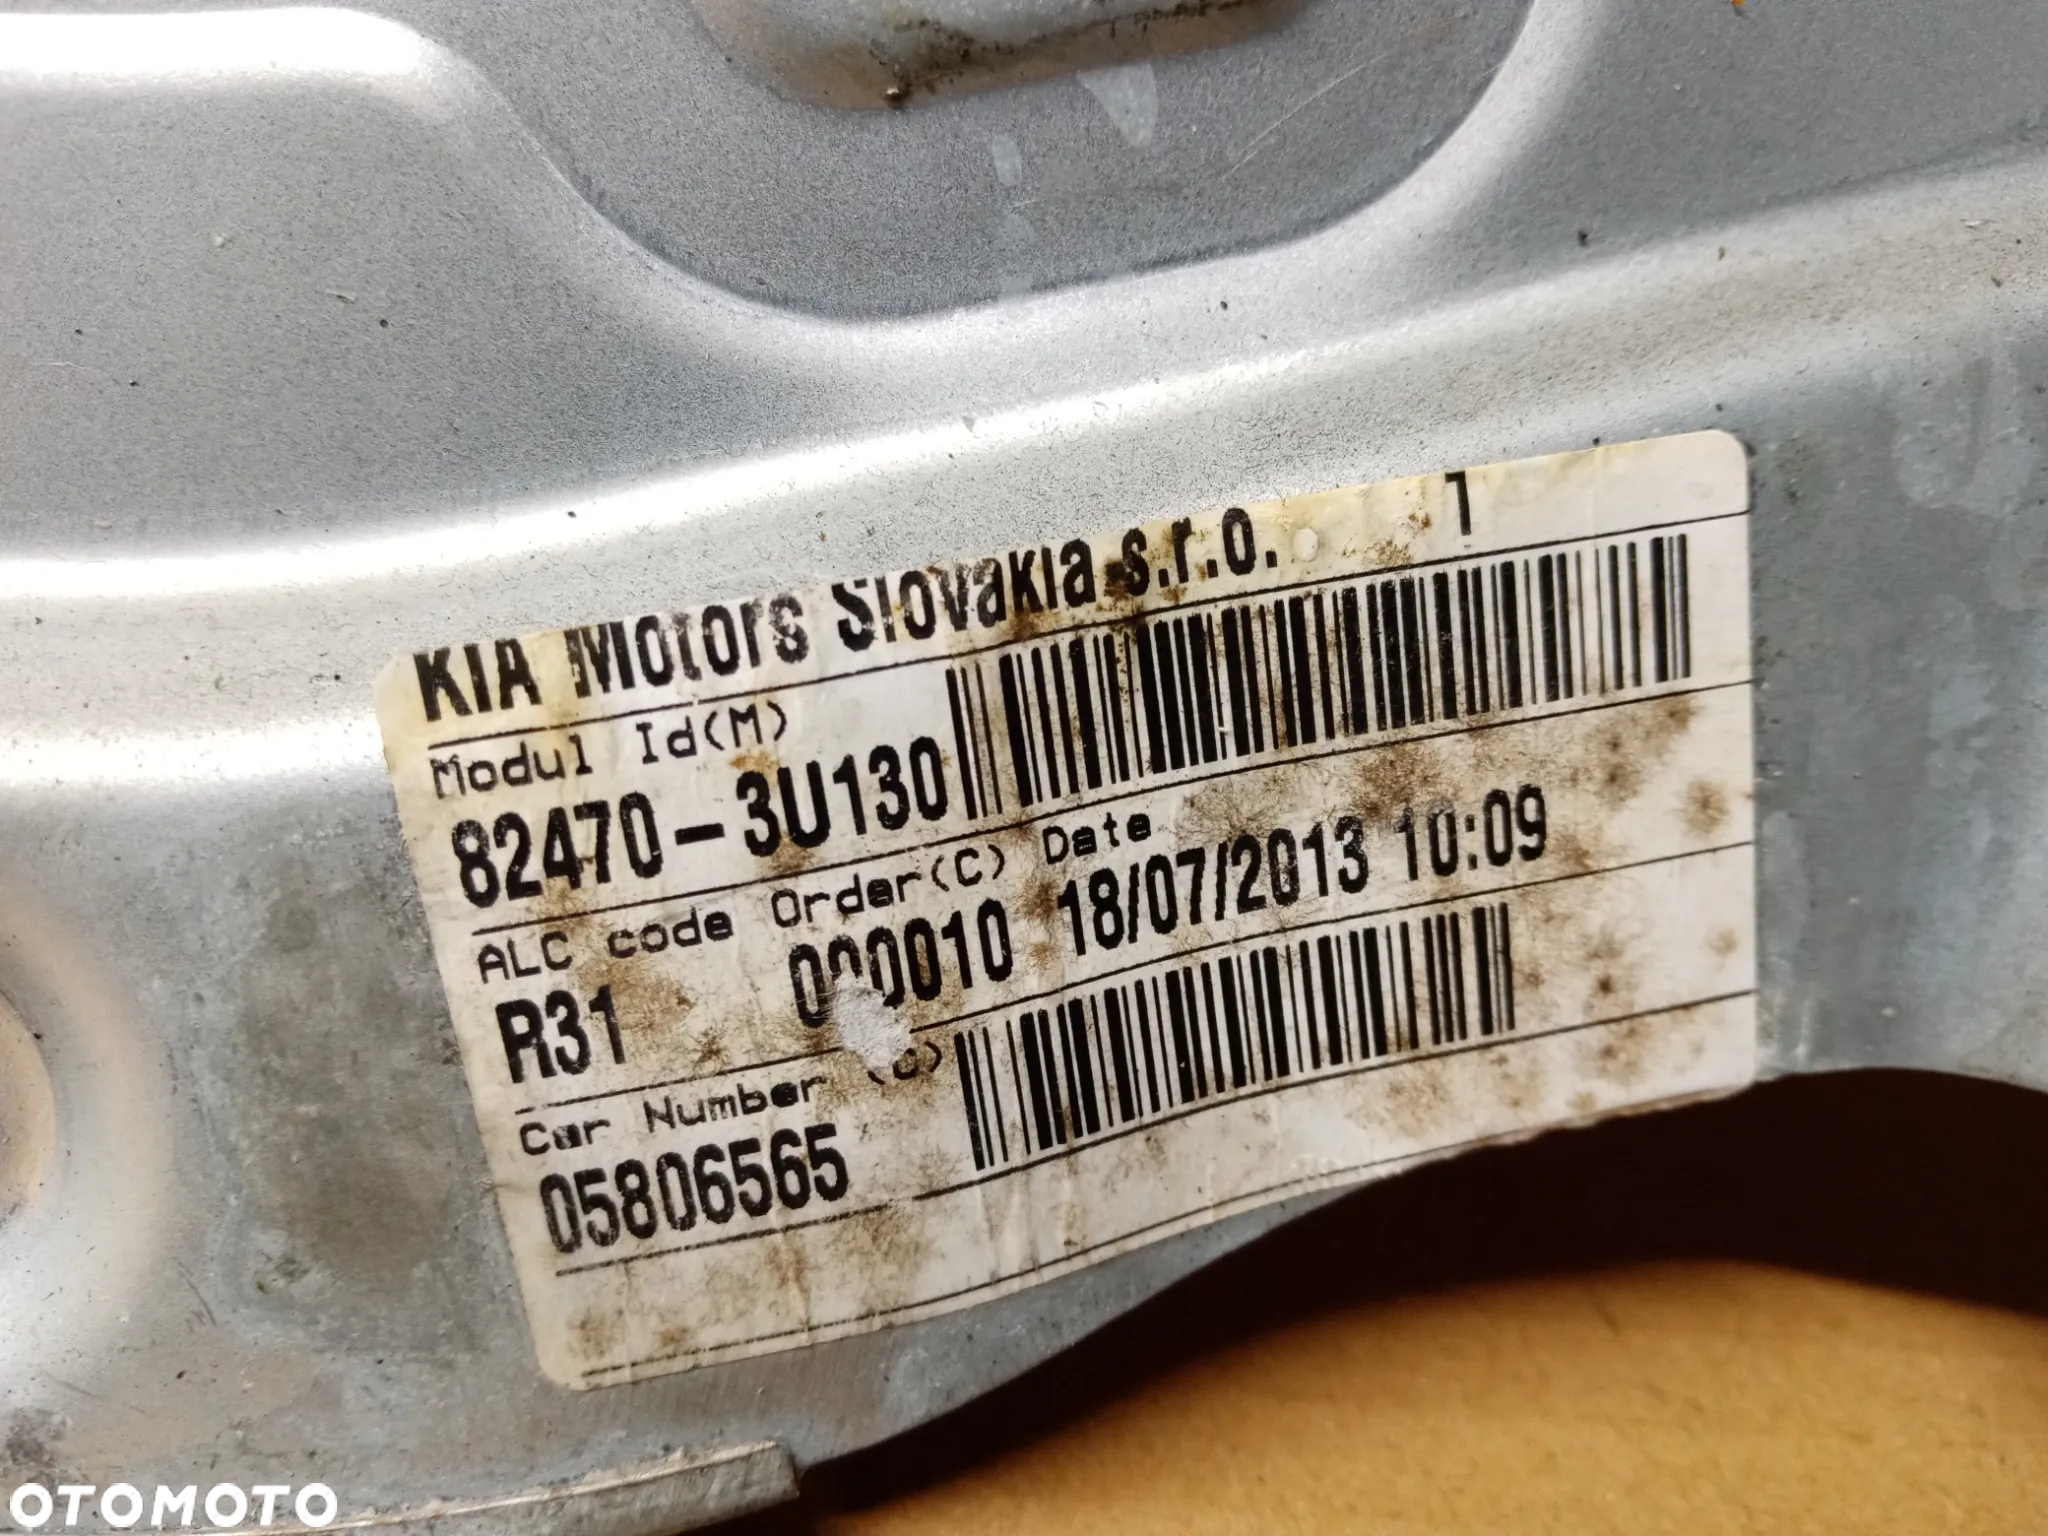 KIA Motors Slovakia s.r.o. 1
Modul Id(M)
82470-3U130
ALC code Order(C) Date
R31 000010 18/07/2013 10:09
Car Number (C)
05806565
OTOMOTO